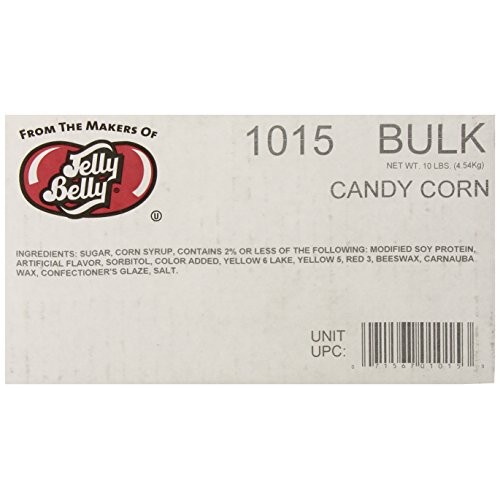 FROM THE MAKERS OF
Jelly
Belly®
U
1015 BULK
NET WT. 10 LBS. (4.54Kg)
CANDY CORN
INGREDIENTS: SUGAR, CORN SYRUP, CONTAINS 2% OR LESS OF THE FOLLOWING: MODIFIED SOY PROTEIN,
ARTIFICIAL FLAVOR, SORBITOL, COLOR ADDED, YELLOW 6 LAKE, YELLOW 5, RED 3, BEESWAX, CARNAUBA
WAX, CONFECTIONER'S GLAZE, SALT.
UNIT
UPC: